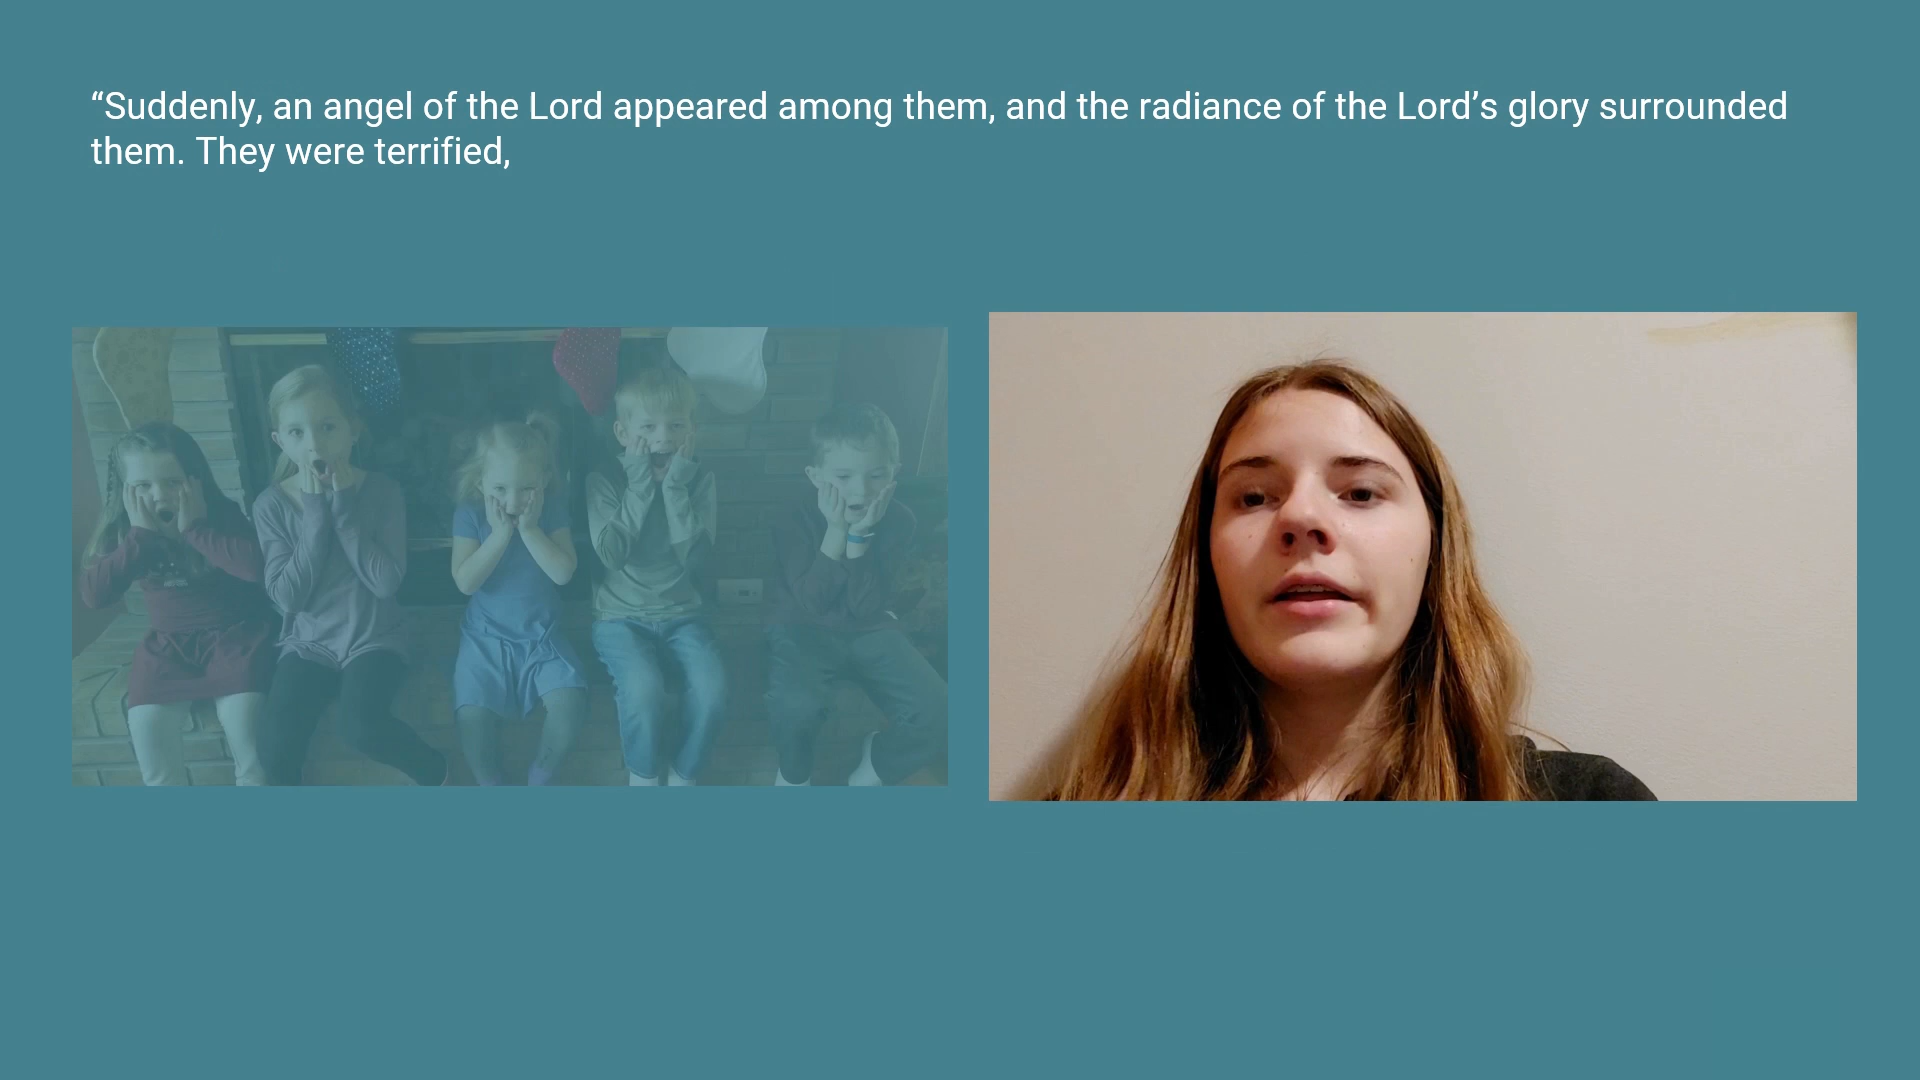 “Suddenly, an angel of the Lord appeared among them, and the radiance of the Lord’s glory surrounded
them. They were terrified,